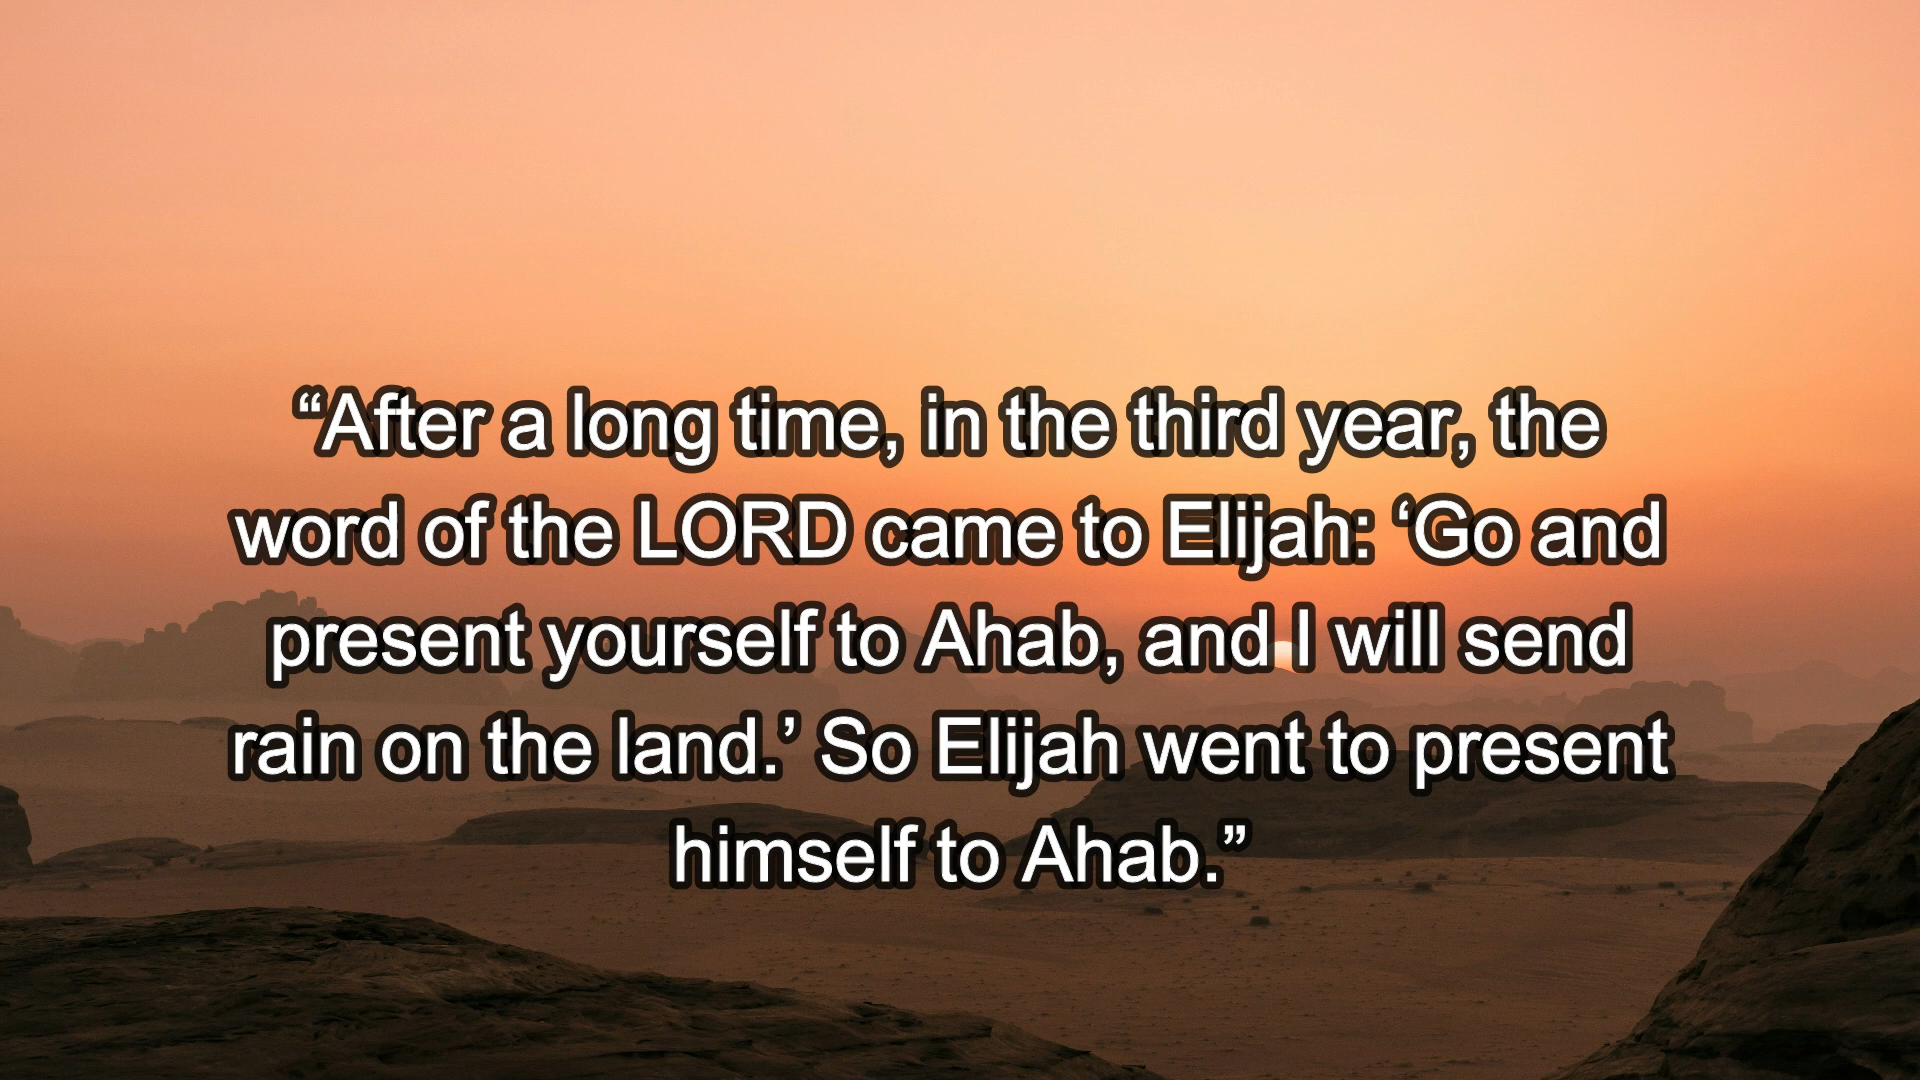 “After a long time, in the third year, the
word of the LORD came to Elijah: ‘Go and
present yourself to Ahab, and I will send
rain on the land.’ So Elijah went to present
himself to Ahab.”